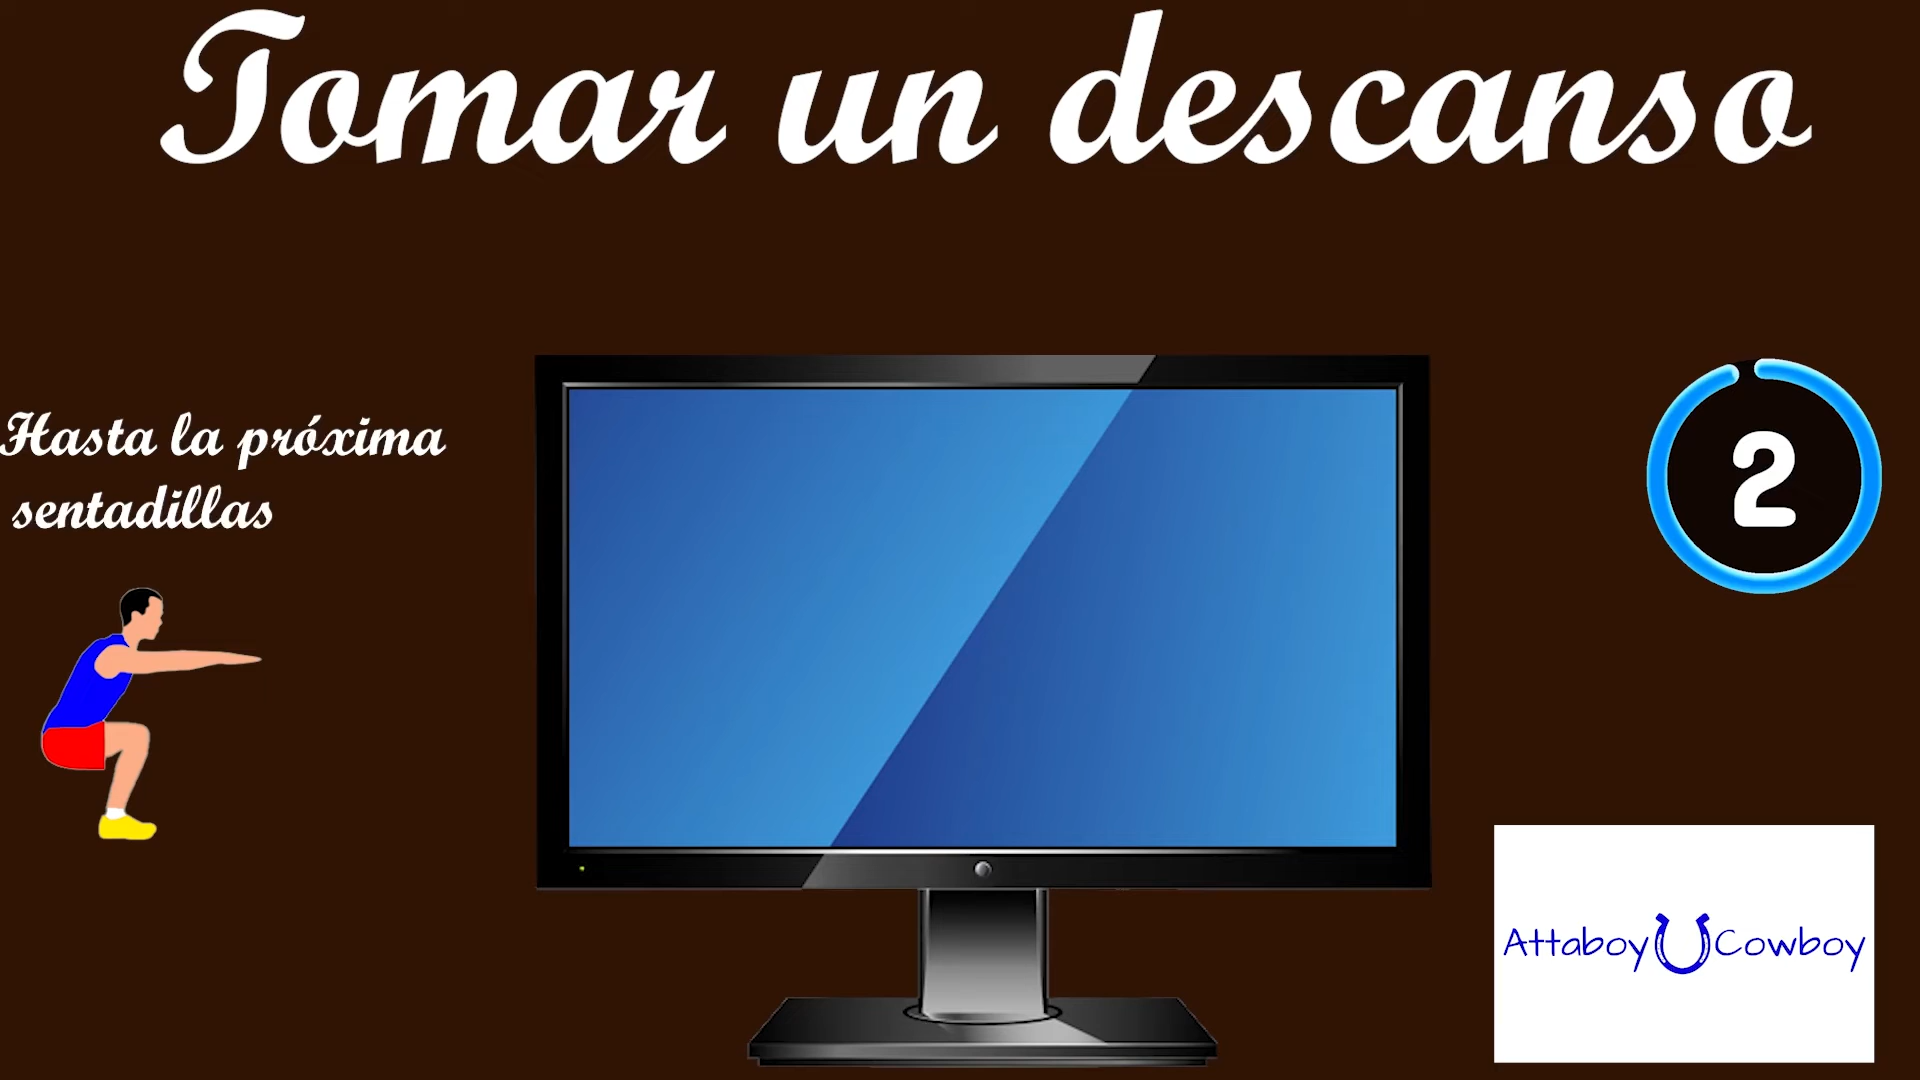 Tomar un descanso
Hasta la próxima
sentadillas
2
Attaboy Cowboy